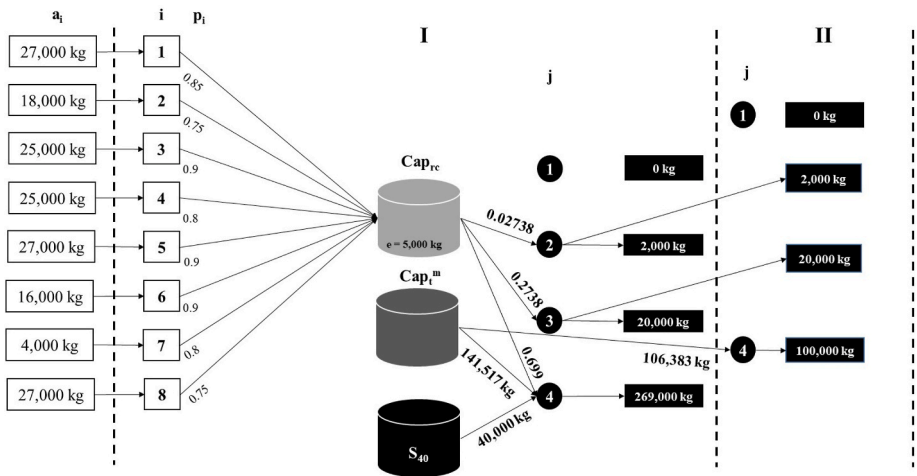 a_i i p_i I II
27,000 kg 1 0.85
18,000 kg 2 0.75
25,000 kg 3 0.9
25,000 kg 4 0.8
27,000 kg 5 0.9
16,000 kg 6 0.9
4,000 kg 7 0.8
27,000 kg 8 0.75
Cap_rc
e = 5,000 kg
Cap_t^m
S_40
0.02738
0.2738
0.699
141,517 kg
40,000 kg
106,383 kg
j
1 0 kg
2 2,000 kg
3 20,000 kg
4 269,000 kg
j
1 0 kg
2,000 kg
20,000 kg
4 100,000 kg